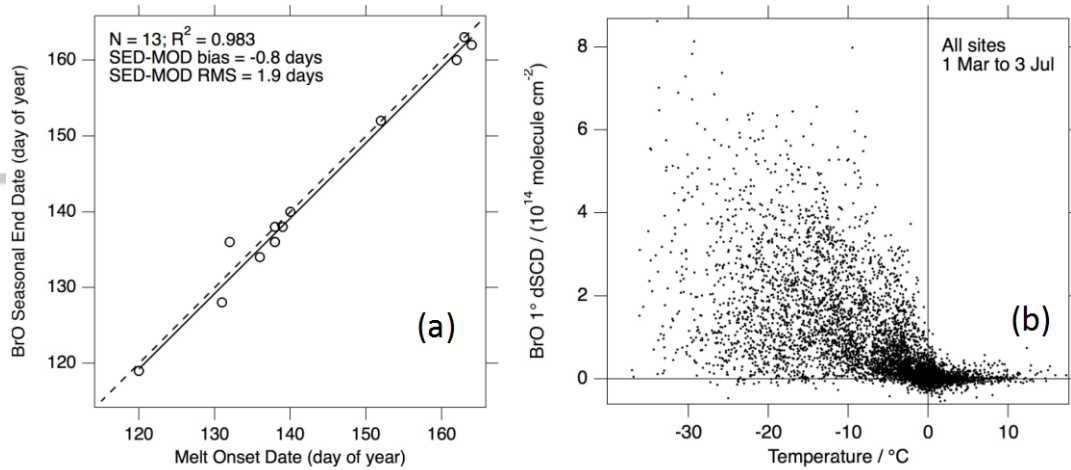 N = 13; R² = 0.983
SED-MOD bias = -0.8 days
SED-MOD RMS = 1.9 days
160
150
140
130
120
BrO Seasonal End Date (day of year)
(a)
120 130 140 150 160
Melt Onset Date (day of year)
All sites
1 Mar to 3 Jul
8
6
4
2
0
BrO 1° dSCD / (10¹⁴ molecule cm⁻²)
(b)
-30 -20 -10 0 10
Temperature / °C